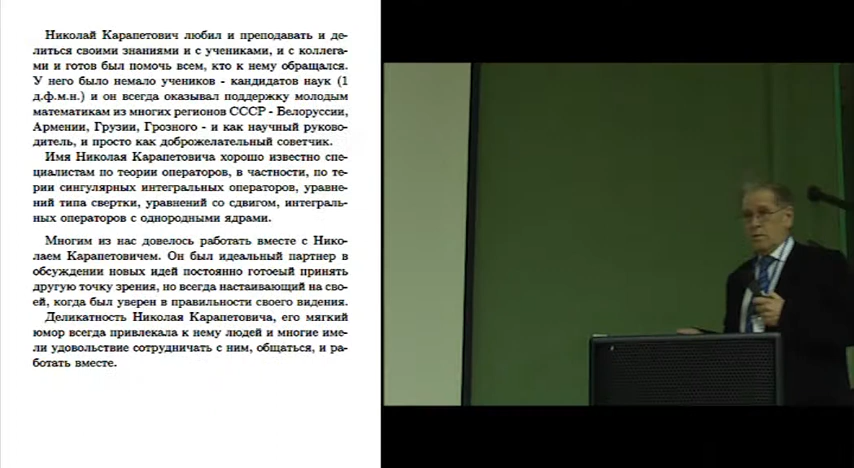 Николай Карапетович любил и преподавать и де-
литься своими знаниями и с учениками, и с коллега-
ми и готов был помочь всем, кто к нему обращался.
У него было немало учеников - кандидатов наук (1
д.ф.м.н.) и он всегда оказывал поддержку молодым
математикам из многих регионов СССР - Белоруссии,
Армении, Грузии, Грозного - и как научный руково-
дитель, и просто как доброжелательный советчик.
Имя Николая Карапетовича хорошо известно спе-
циалистам по теории операторов, в частности, по те-
рии сингулярных интегральных операторов, уравне-
ний типа свертки, уравнений со сдвигом, интеграль-
ных операторов с однородными ядрами.
Многим из нас довелось работать вместе с Нико-
лаем Карапетовичем. Он был идеальный партнер в
обсуждении новых идей постоянно готоеый принять
другую точку зрения, но всегда настаивающий на сво-
ей, когда был уверен в правильности своего видения.
Деликатность Николая Карапетовича, его мягкий
юмор всегда привлекала к нему людей и многие име-
ли удовольствие сотрудничать с ним, общаться, и ра-
ботать вместе.